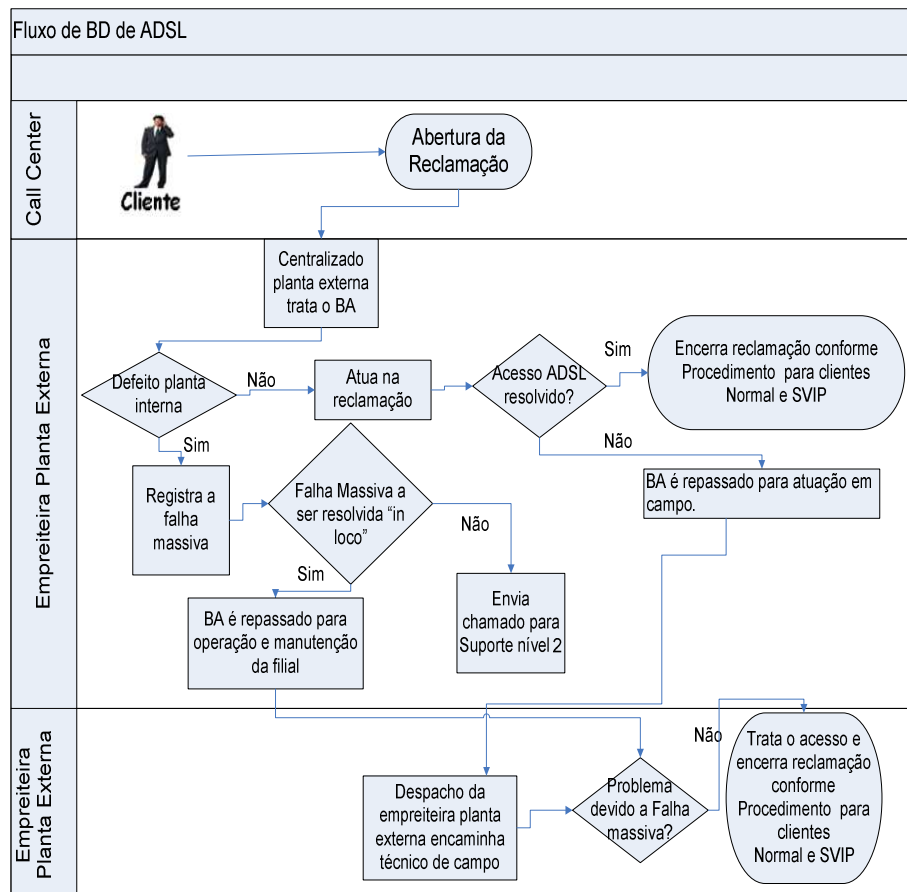 Fluxo de BD de ADSL
Call Center
Cliente
Abertura da
Reclamação
Empreiteira Planta Externa
Centralizado
planta externa
trata o BA
Defeito planta
interna
Não
Atua na
reclamação
Acesso ADSL
resolvido?
Sim
Encerra reclamação conforme
Procedimento para clientes
Normal e SVIP
Não
BA é repassado para atuação em
campo.
Sim
Registra a
falha
massiva
Falha Massiva a
ser resolvida “in
loco”
Não
Envia
chamado para
Suporte nível 2
Sim
BA é repassado para
operação e manutenção
da filial
Empreiteira
Planta Externa
Despacho da
empreiteira planta
externa encaminha
técnico de campo
Problema
devido a Falha
massiva?
Não
Trata o acesso e
encerra reclamação
conforme
Procedimento para
clientes
Normal e SVIP